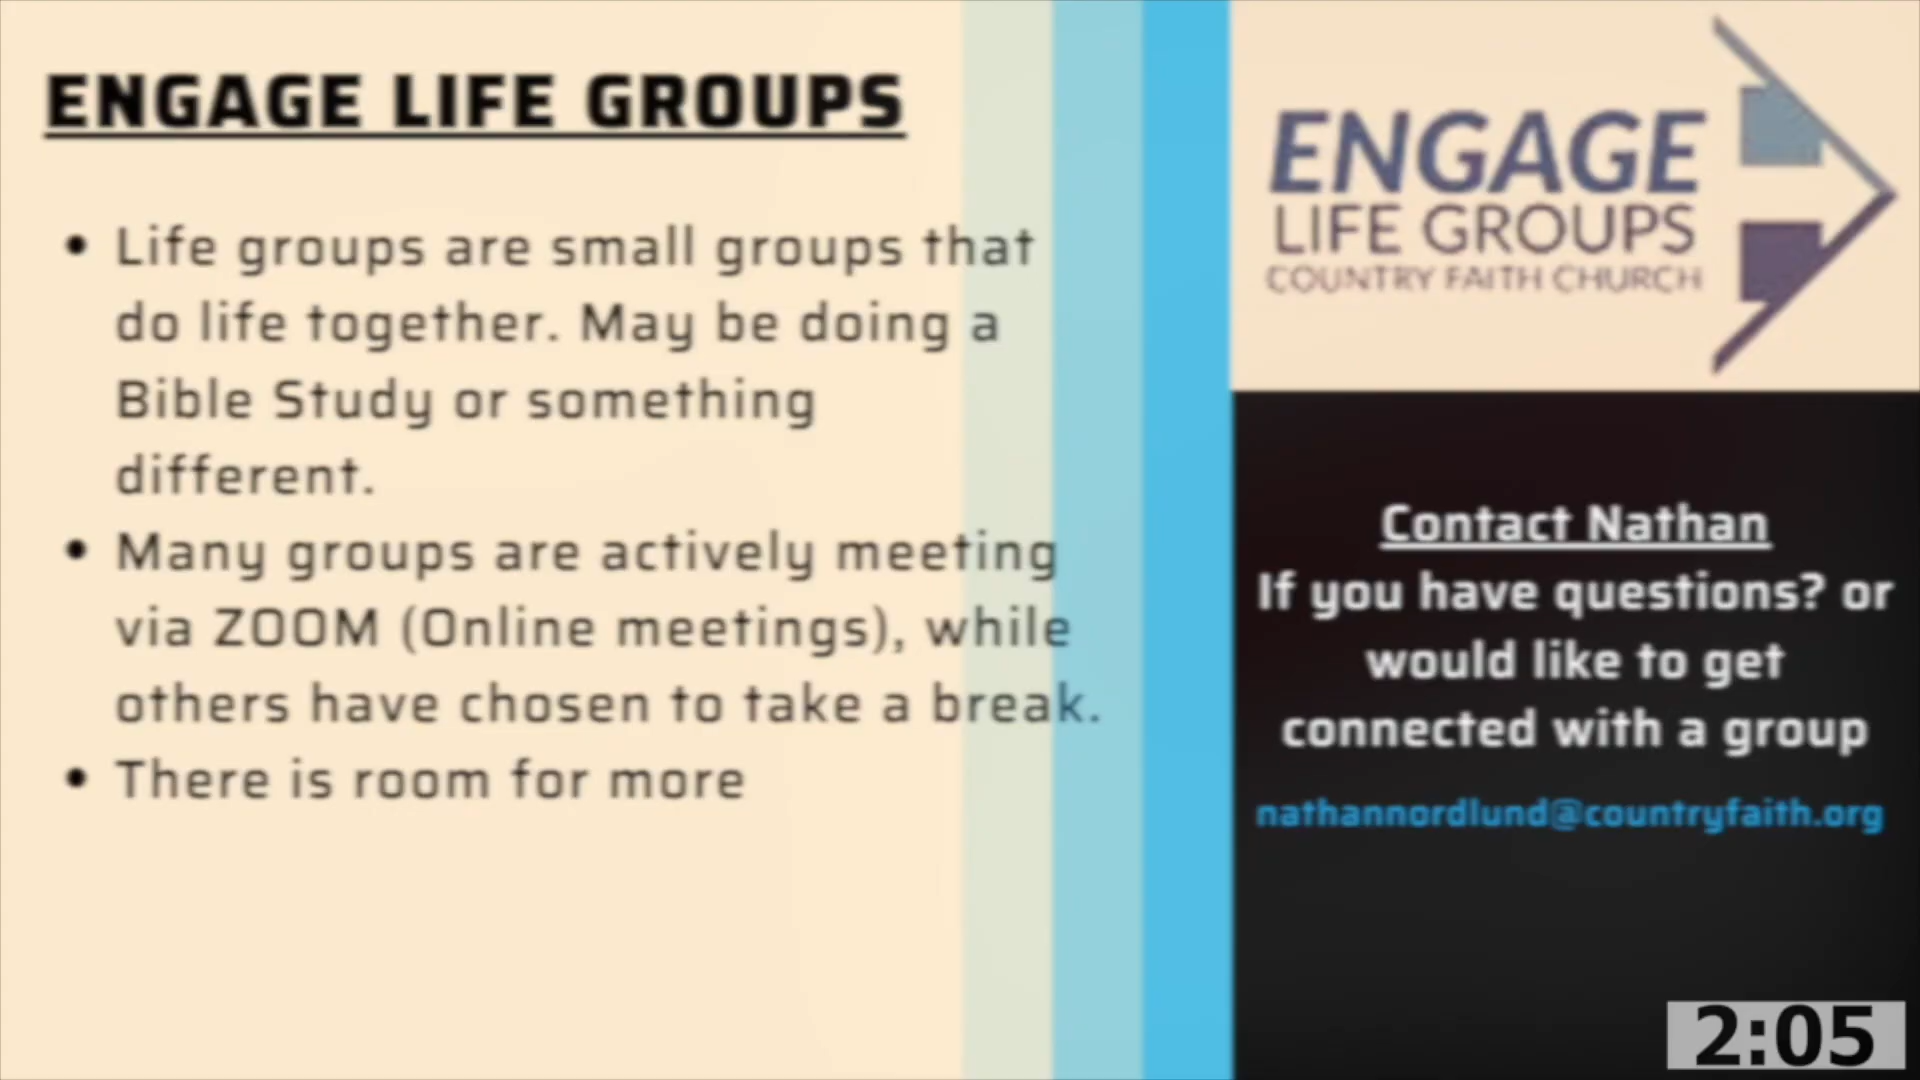 ENGAGE LIFE GROUPS
• Life groups are small groups that
do life together. May be doing a
Bible Study or something
different.
• Many groups are actively meeting
via ZOOM (Online meetings), while
others have chosen to take a break.
• There is room for more
ENGAGE
LIFE GROUPS
COUNTRY FAITH CHURCH
Contact Nathan
If you have questions? or
would like to get
connected with a group
nathannordlund@countryfaith.org
2:05